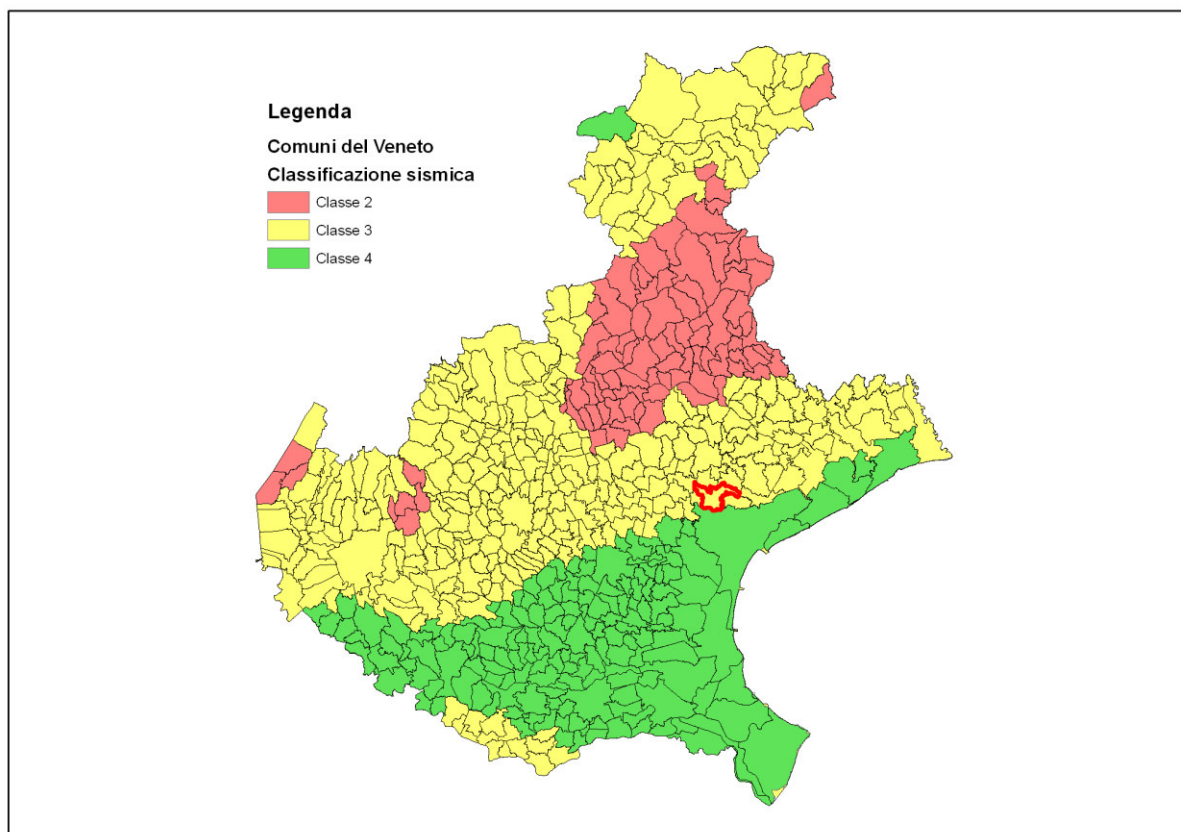 Legenda
Comuni del Veneto
Classificazione sismica
Classe 2
Classe 3
Classe 4